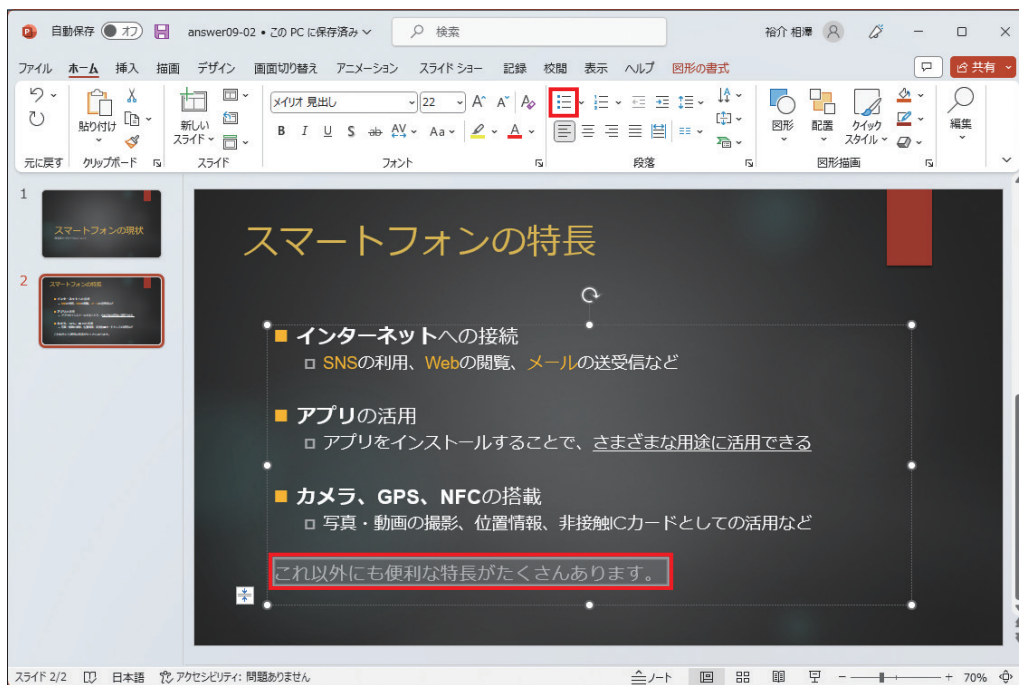 自動保存 オフ answer09-02 • この PC に保存済み 検索 裕介 相澤
ファイル ホーム 挿入 描画 デザイン 画面切り替え アニメーション スライド ショー 記録 校閲 表示 ヘルプ 図形の書式 共有
貼り付け 新しい スライド メイリオ 見出し 22 A A A 図形 配置 クイック スタイル 編集
B I U S ab AV Aa A
元に戻す クリップボード スライド フォント 段落 図形描画
1
スマートフォンの現状
2
スマートフォンの特長
スマートフォンの特長
インターネットへの接続
SNSの利用、Webの閲覧、メールの送受信など
アプリの活用
アプリをインストールすることで、さまざまな用途に活用できる
カメラ、GPS、NFCの搭載
写真・動画の撮影、位置情報、非接触ICカードとしての活用など
これ以外にも便利な特長がたくさんあります。
スライド 2/2 日本語 アクセシビリティ: 問題ありません ノート 70%